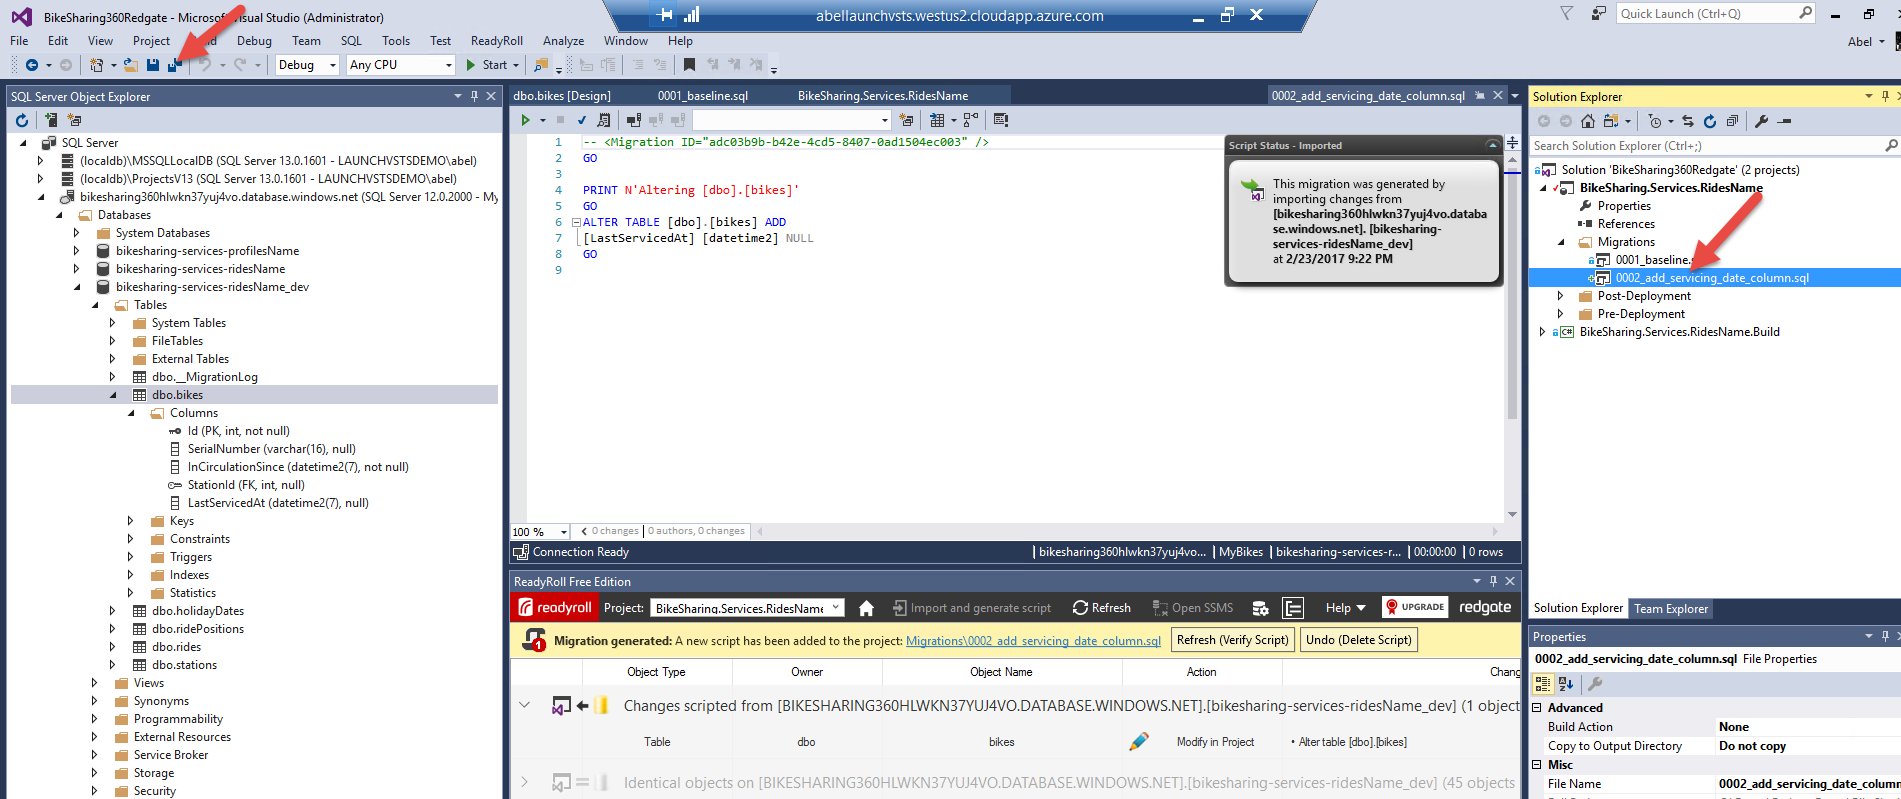 BikeSharing360Redgate - Microsoft Visual Studio (Administrator)
abellaunchvsts.westus2.cloudapp.azure.com
Quick Launch (Ctrl+Q)
File Edit View Project Debug Team SQL Tools Test ReadyRoll Analyze Window Help
Abel
Debug Any CPU Start
SQL Server Object Explorer
SQL Server
(localdb)\MSSQLLocalDB (SQL Server 13.0.1601 - LAUNCHVSTSDEMO\abel)
(localdb)\ProjectsV13 (SQL Server 13.0.1601 - LAUNCHVSTSDEMO\abel)
bikesharing360hlwkn37yuj4vo.database.windows.net (SQL Server 12.0.2000 - My
Databases
System Databases
bikesharing-services-profilesName
bikesharing-services-ridesName
bikesharing-services-ridesName_dev
Tables
System Tables
FileTables
External Tables
dbo.__MigrationLog
dbo.bikes
Columns
Id (PK, int, not null)
SerialNumber (varchar(16), null)
InCirculationSince (datetime2(7), not null)
StationId (FK, int, null)
LastServicedAt (datetime2(7), null)
Keys
Constraints
Triggers
Indexes
Statistics
dbo.holidayDates
dbo.ridePositions
dbo.rides
dbo.stations
Views
Synonyms
Programmability
External Resources
Service Broker
Storage
Security
dbo.bikes [Design] 0001_baseline.sql BikeSharing.Services.RidesName 0002_add_servicing_date_column.sql
1 -- <Migration ID="adc03b9b-b42e-4cd5-8407-0ad1504ec003" />
2 GO
3
4 PRINT N'Altering [dbo].[bikes]'
5 GO
6 ALTER TABLE [dbo].[bikes] ADD
7 [LastServicedAt] [datetime2] NULL
8 GO
9
Script Status - Imported
This migration was generated by
importing changes from
[bikesharing360hlwkn37yuj4vo.databa
se.windows.net]. [bikesharing-
services-ridesName_dev]
at 2/23/2017 9:22 PM
100 % 0 changes | 0 authors, 0 changes
Connection Ready | bikesharing360hlwkn37yuj4vo... | MyBikes | bikesharing-services-r... | 00:00:00 | 0 rows
ReadyRoll Free Edition
readyroll Project: BikeSharing.Services.RidesName Import and generate script Refresh Open SSMS Help UPGRADE redgate
1 Migration generated: A new script has been added to the project: Migrations\0002_add_servicing_date_column.sql Refresh (Verify Script) Undo (Delete Script)
Object Type Owner Object Name Action Chang
Changes scripted from [BIKESHARING360HLWKN37YUJ4VO.DATABASE.WINDOWS.NET].[bikesharing-services-ridesName_dev] (1 object
Table dbo bikes Modify in Project • Alter table [dbo].[bikes]
Identical objects on [BIKESHARING360HLWKN37YUJ4VO.DATABASE.WINDOWS.NET].[bikesharing-services-ridesName_dev] (45 objects
Solution Explorer
Search Solution Explorer (Ctrl+;)
Solution 'BikeSharing360Redgate' (2 projects)
BikeSharing.Services.RidesName
Properties
References
Migrations
0001_baseline.s
0002_add_servicing_date_column.sql
Post-Deployment
Pre-Deployment
C# BikeSharing.Services.RidesName.Build
Solution Explorer Team Explorer
Properties
0002_add_servicing_date_column.sql File Properties
Advanced
Build Action None
Copy to Output Directory Do not copy
Misc
File Name 0002_add_servicing_date_column